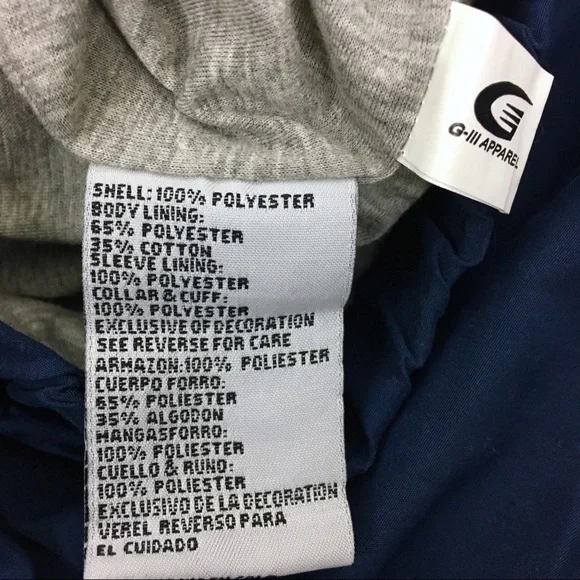 G-III APPAREL
SHELL: 100% POLYESTER
BODY LINING:
65% POLYESTER
35% COTTON
SLEEVE LINING:
100% POLYESTER
COLLAR & CUFF:
100% POLYESTER
EXCLUSIVE OF DECORATION
SEE REVERSE FOR CARE
ARMAZON: 100% POLIESTER
CUERPO FORRO:
65% POLIESTER
35% ALGODON
MANGASFORRO:
100% POLIESTER
CUELLO & RUNO:
100% POLIESTER
EXCLUSIVO DE LA DECORATION
VEREL REVERSO PARA
EL CUIDADO